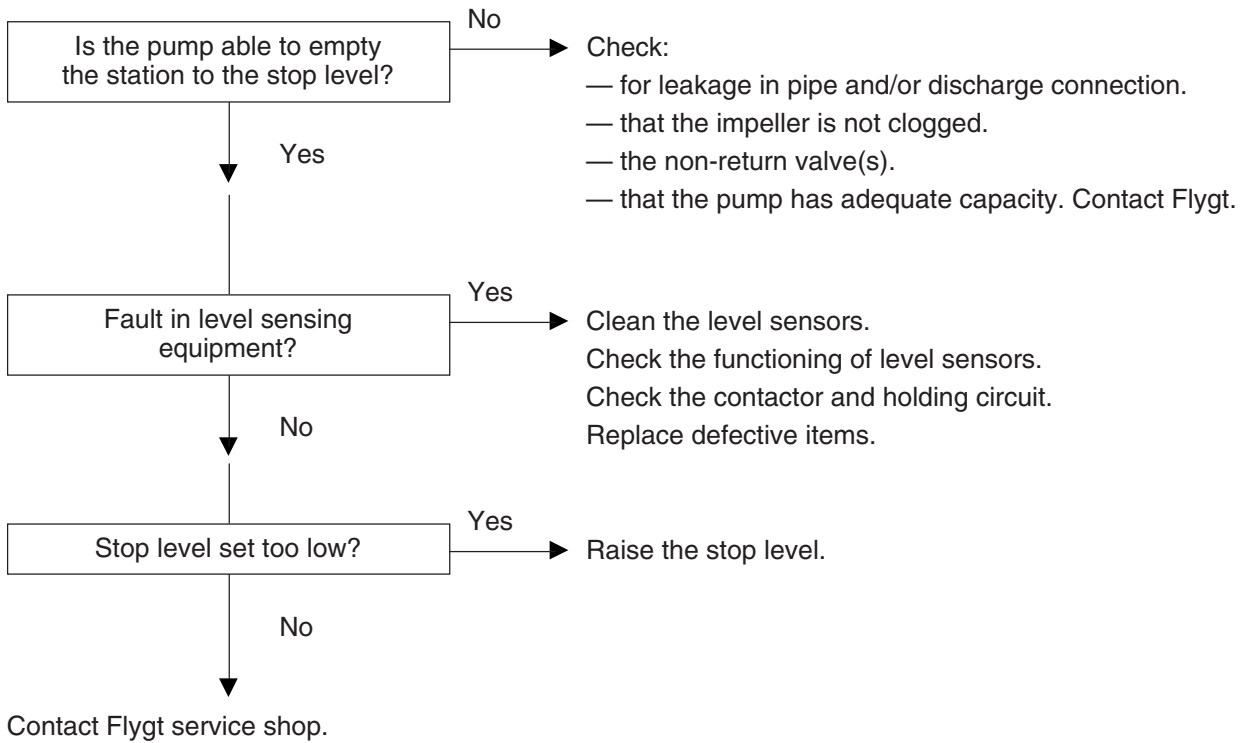 Is the pump able to empty
the station to the stop level?
No
Check:
— for leakage in pipe and/or discharge connection.
— that the impeller is not clogged.
— the non-return valve(s).
— that the pump has adequate capacity. Contact Flygt.
Yes
Fault in level sensing
equipment?
Yes
Clean the level sensors.
Check the functioning of level sensors.
Check the contactor and holding circuit.
Replace defective items.
No
Stop level set too low?
Yes
Raise the stop level.
No
Contact Flygt service shop.